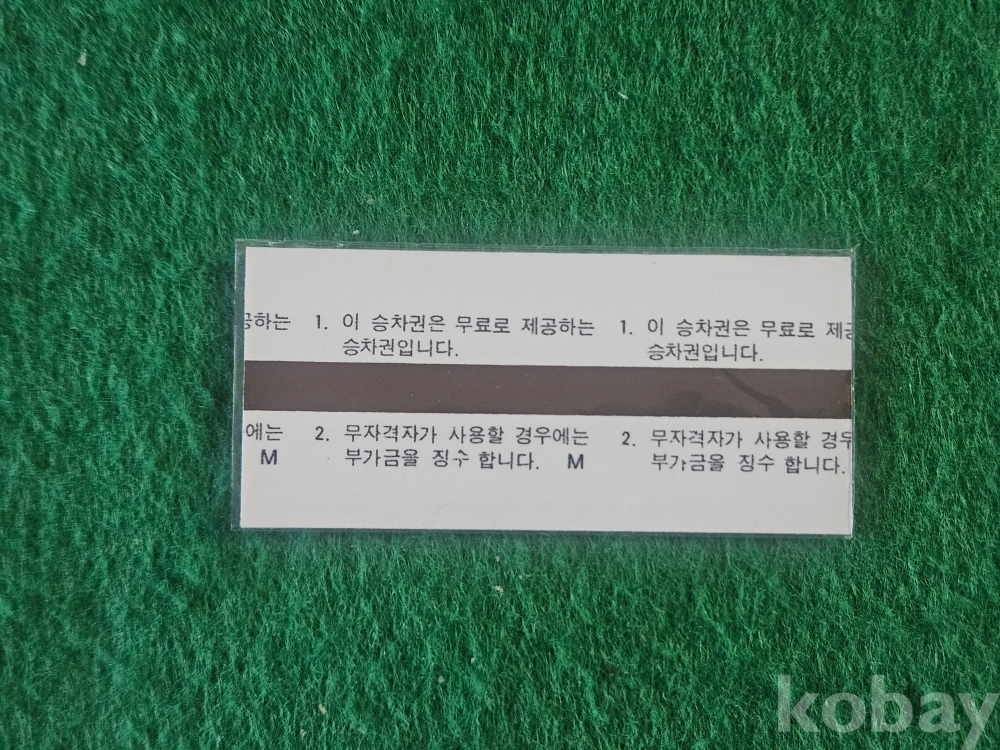 공하는 1. 이 승차권은 무료로 제공하는 1. 이 승차권은 무료로 제공
승차권입니다. 승차권입니다.
에는 2. 무자격자가 사용할 경우에는 2. 무자격자가 사용할 경우
M 부가금을 징수 합니다. M 부가금을 징수 합니다.
kobay